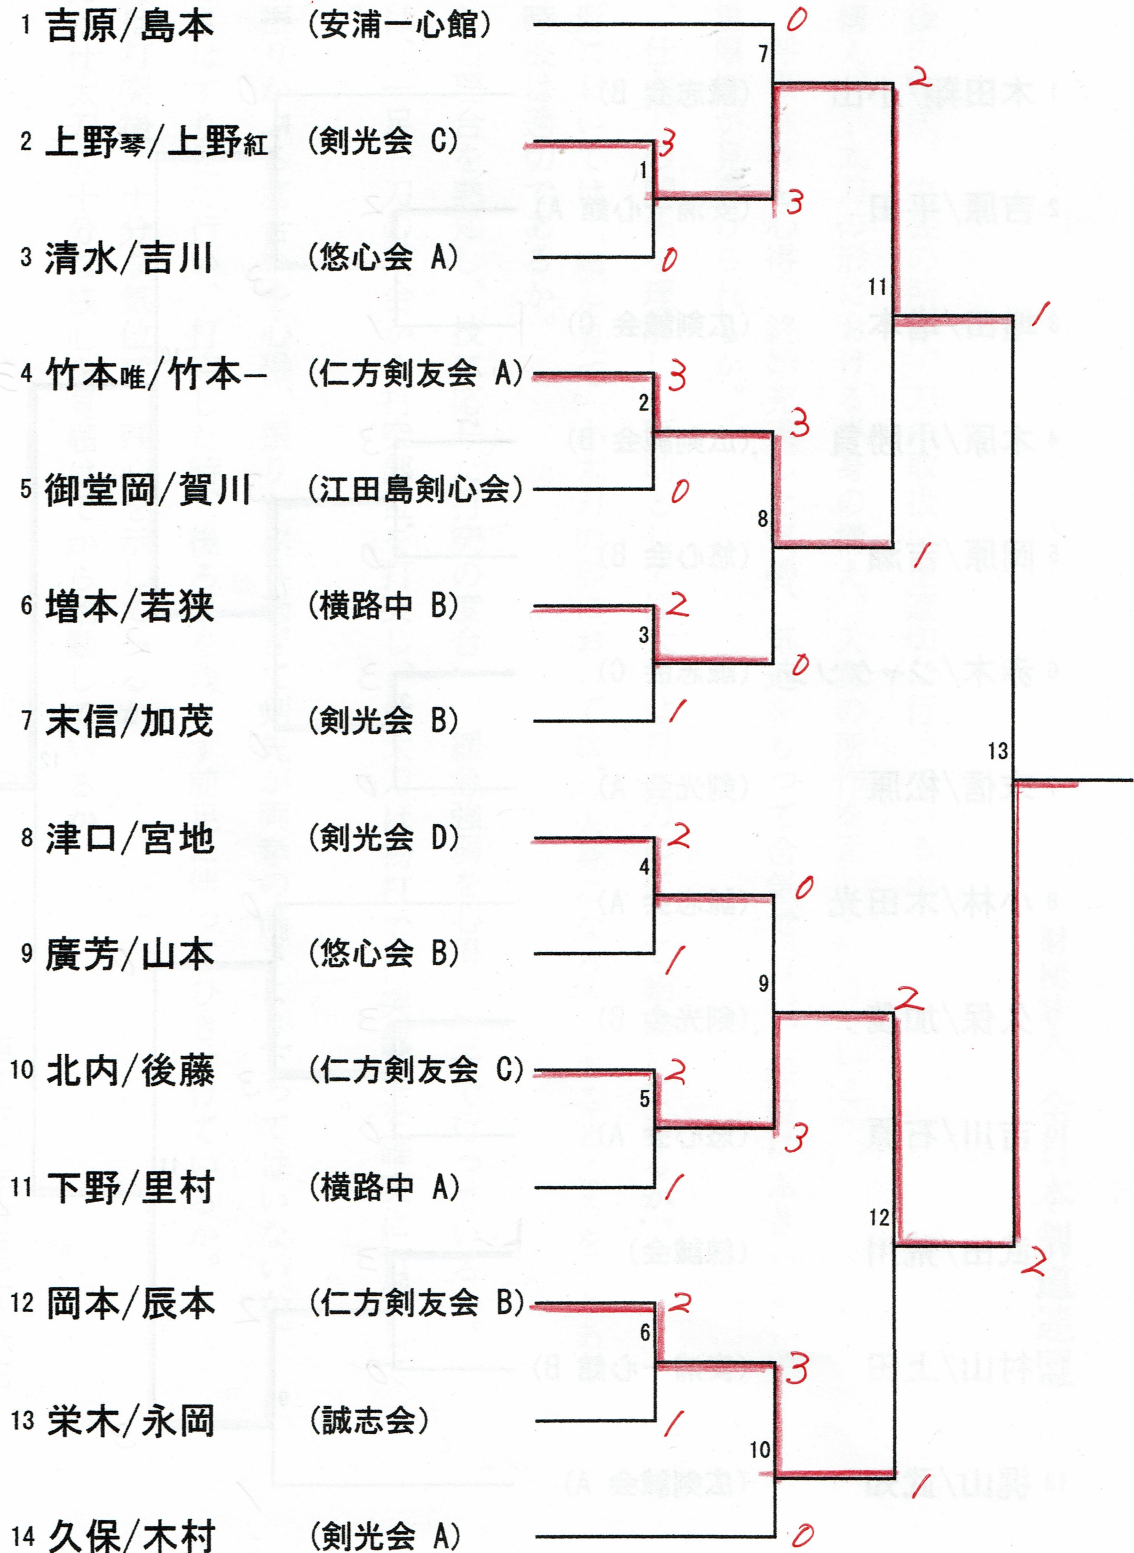 1 吉原/島本 (安浦一心館) 0
7
2
2 上野琴/上野紅 (剣光会 C) 3
1
3
3 清水/吉川 (悠心会 A) 0
11
1
4 竹本唯/竹本一 (仁方剣友会 A) 3
2
3
5 御堂岡/賀川 (江田島剣心会) 0
8
1
6 増本/若狭 (横路中 B) 2
3
0
7 末信/加茂 (剣光会 B) 1
13
8 津口/宮地 (剣光会 D) 2
4
0
9 廣芳/山本 (悠心会 B) 1
9
2
10 北内/後藤 (仁方剣友会 C) 2
5
3
11 下野/里村 (横路中 A) 1
12
2
12 岡本/辰本 (仁方剣友会 B) 2
6
3
13 栄木/永岡 (誠志会) 1
10
1
14 久保/木村 (剣光会 A) 0